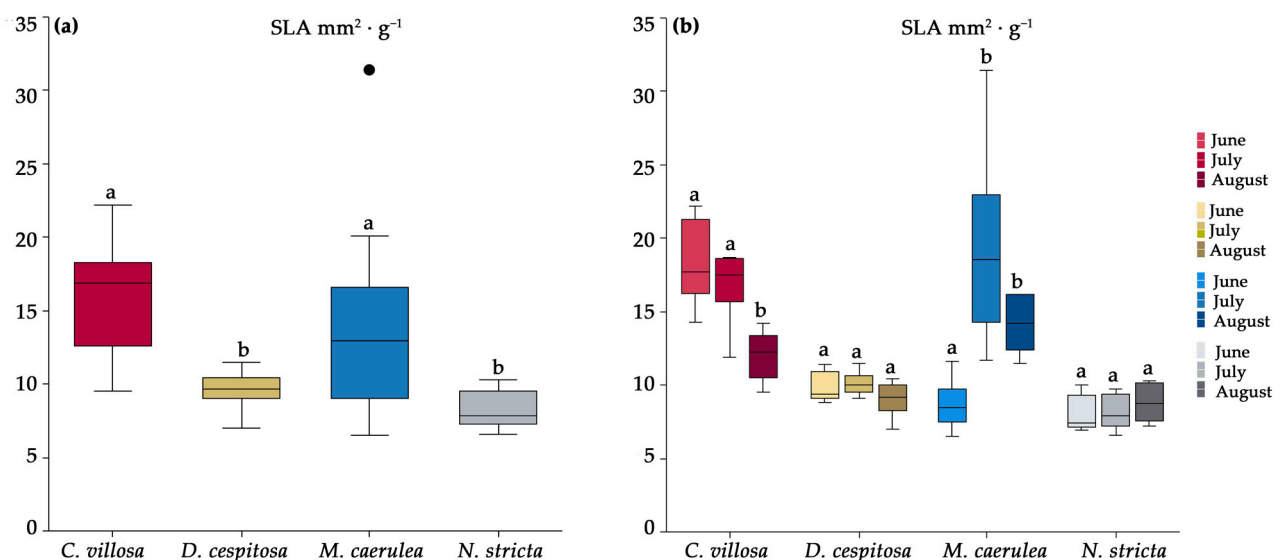 (a) SLA mm² · g⁻¹
35
30
25
20
15
10
5
0
a
b
a
b
C. villosa D. cespitosa M. caerulea N. stricta
(b) SLA mm² · g⁻¹
35
30
25
20
15
10
5
0
a
a
b
a
a
a
a
b
b
a
a
a
C. villosa D. cespitosa M. caerulea N. stricta
June
July
August
June
July
August
June
July
August
June
July
August